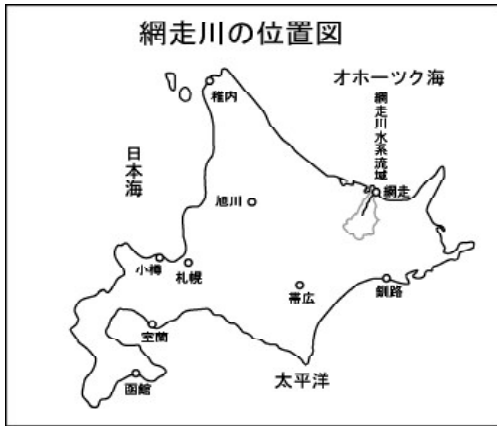 網走川の位置図
オホーツク海
稚内
網走川水系流域
日本海
網走
旭川
小樽
札幌
帯広
釧路
室蘭
太平洋
函館